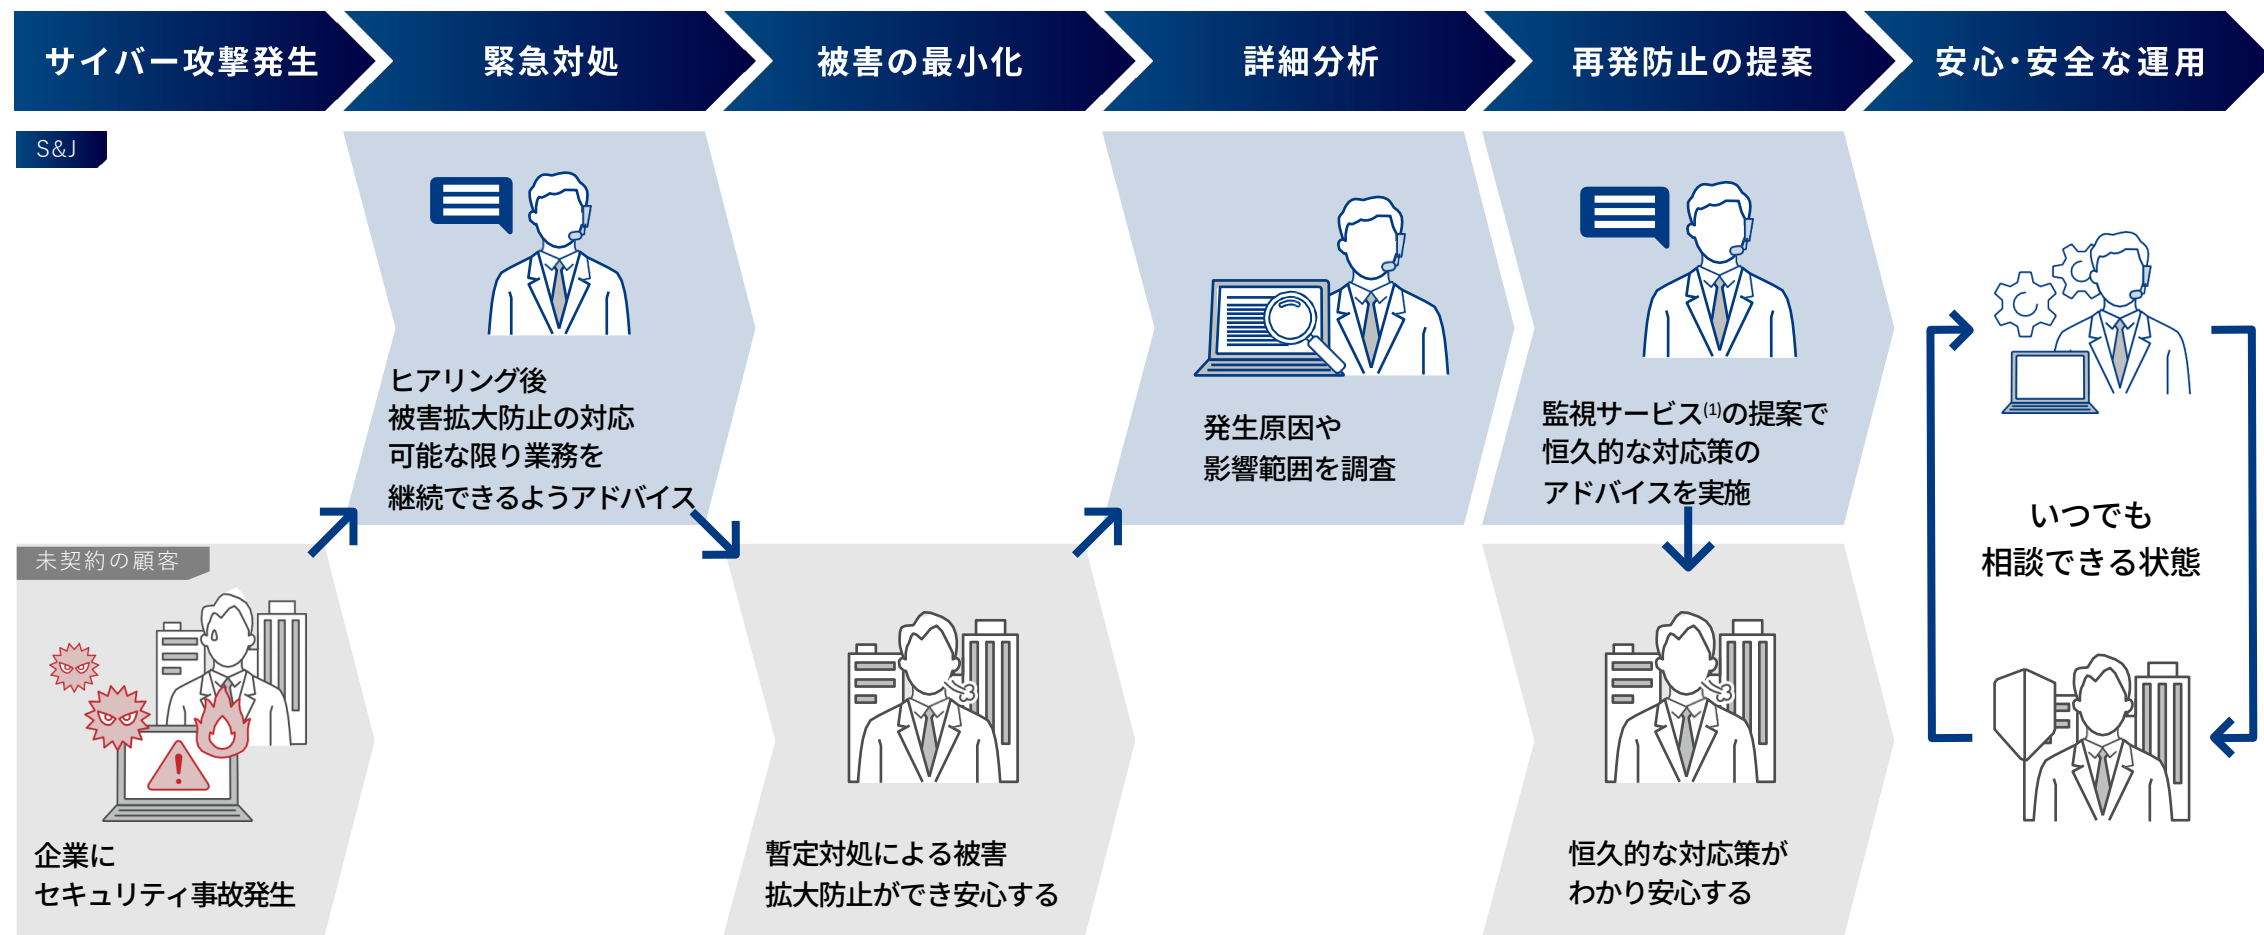 サイバー攻撃発生
緊急対処
被害の最小化
詳細分析
再発防止の提案
安心・安全な運用
S&J
ヒアリング後
被害拡大防止の対応
可能な限り業務を
継続できるようアドバイス
発生原因や
影響範囲を調査
監視サービス(1)の提案で
恒久的な対応策の
アドバイスを実施
いつでも
相談できる状態
未契約の顧客
企業に
セキュリティ事故発生
暫定対処による被害
拡大防止ができ安心する
恒久的な対応策が
わかり安心する